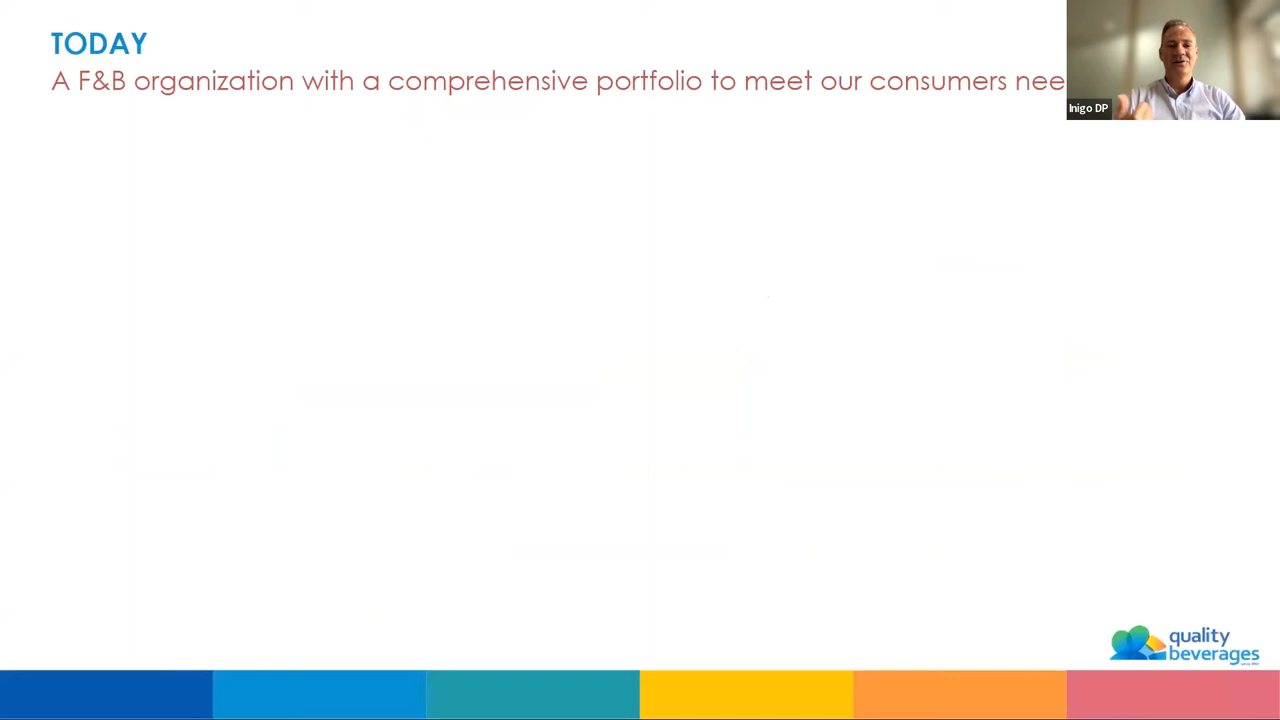 TODAY
A F&B organization with a comprehensive portfolio to meet our consumers nee
Inigo DP
quality
beverages